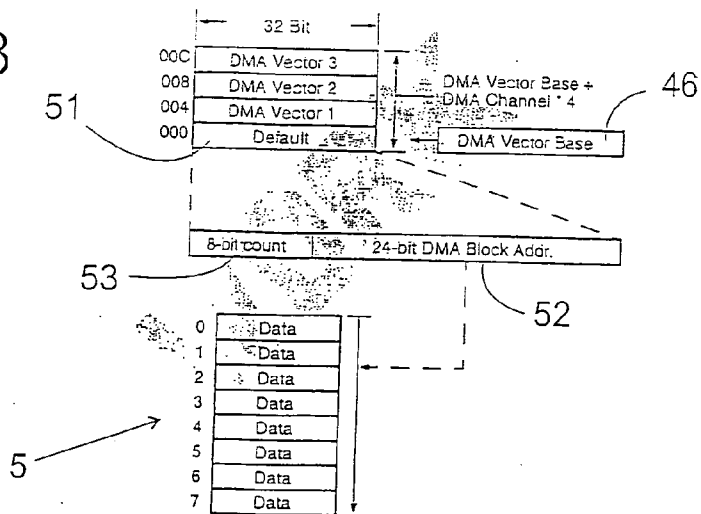 3
32 Bit
00C DMA Vector 3
008 DMA Vector 2
004 DMA Vector 1
000 Default
51
DMA Vector Base +
DMA Channel * 4
46
DMA Vector Base
8-bit count 24-bit DMA Block Addr.
53
52
0 Data
1 Data
2 Data
3 Data
4 Data
5 Data
6 Data
7 Data
5